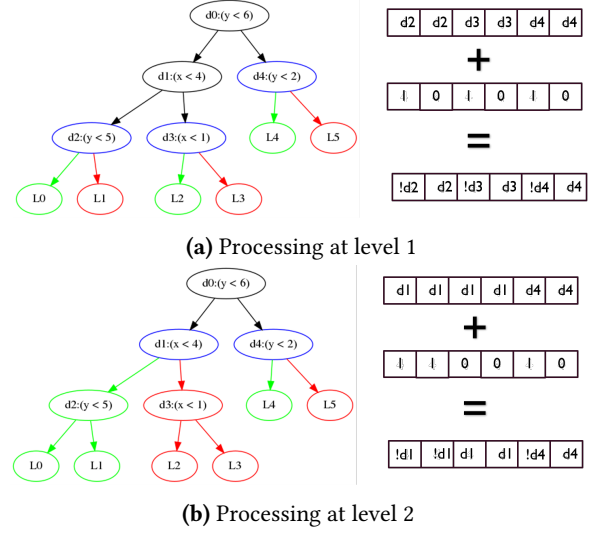 d0:(y < 6)
d1:(x < 4)
d4:(y < 2)
d2:(y < 5)
d3:(x < 1)
L4
L5
L0
L1
L2
L3
d2 d2 d3 d3 d4 d4
+
1 0 1 0 1 0
=
!d2 d2 !d3 d3 !d4 d4
(a) Processing at level 1
d0:(y < 6)
d1:(x < 4)
d4:(y < 2)
d2:(y < 5)
d3:(x < 1)
L4
L5
L0
L1
L2
L3
d1 d1 d1 d1 d4 d4
+
1 1 0 0 1 0
=
!d1 !d1 d1 d1 !d4 d4
(b) Processing at level 2